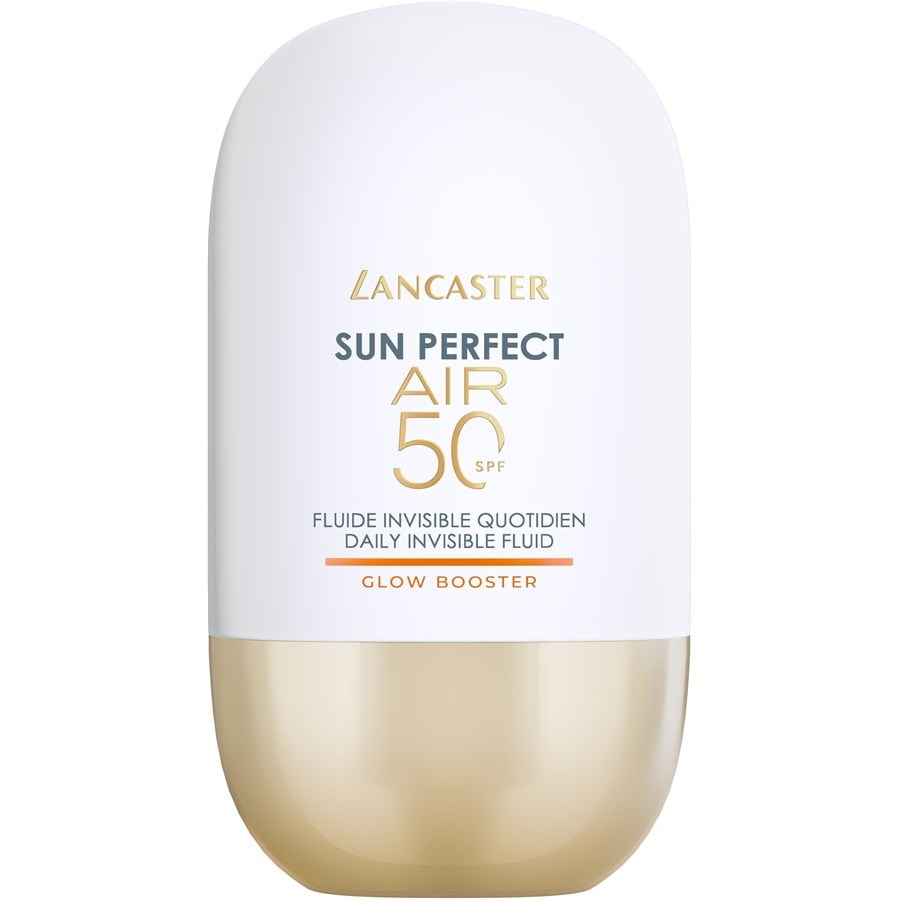 LANCASTER
SUN PERFECT
AIR
50 SPF
FLUIDE INVISIBLE QUOTIDIEN
DAILY INVISIBLE FLUID
GLOW BOOSTER